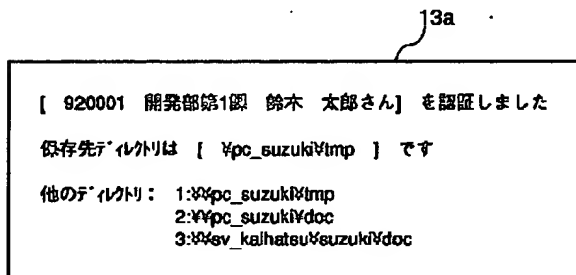 13a
[ 920001 開発部第1課 鈴木 太郎さん] を認証しました
保存先ディレクトリは [ ¥pc_suzuki¥tmp ] です
他のディレクトリ: 1:¥¥pc_suzuki¥tmp
2:¥¥pc_suzuki¥doc
3:¥¥sv_kaihatsu¥suzuki¥doc